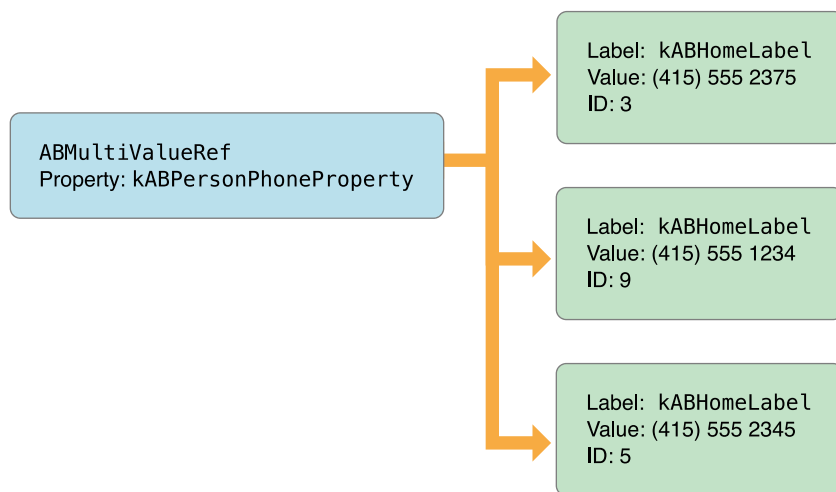 Label: kABHomeLabel
Value: (415) 555 2375
ID: 3
ABMultiValueRef
Property: kABPersonPhoneProperty
Label: kABHomeLabel
Value: (415) 555 1234
ID: 9
Label: kABHomeLabel
Value: (415) 555 2345
ID: 5